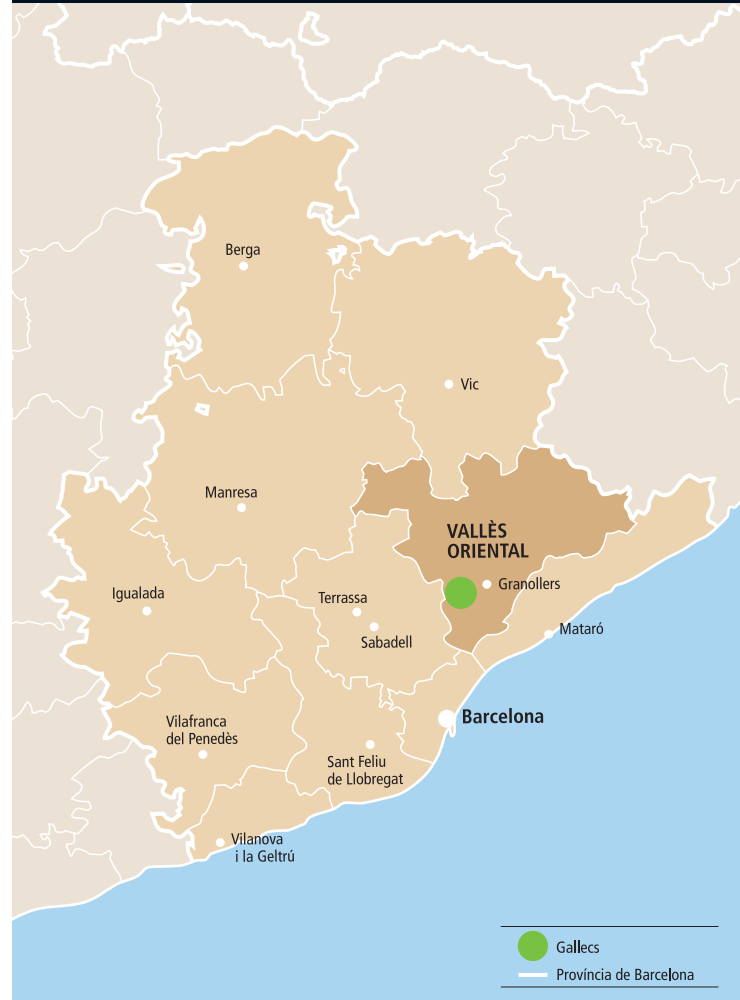 Berga
Vic
Manresa
VALLÈS
ORIENTAL
Granollers
Igualada
Terrassa
Sabadell
Mataró
Vilafranca
del Penedès
Barcelona
Sant Feliu
de Llobregat
Vilanova
i la Geltrú
Gallecs
Província de Barcelona